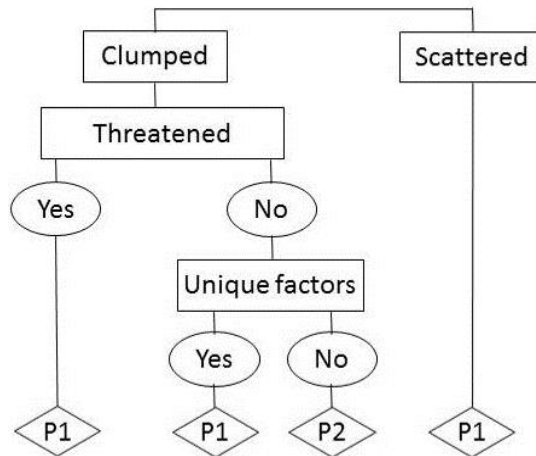 Clumped
Scattered
Threatened
Yes
No
Unique factors
Yes
No
P1
P1
P2
P1